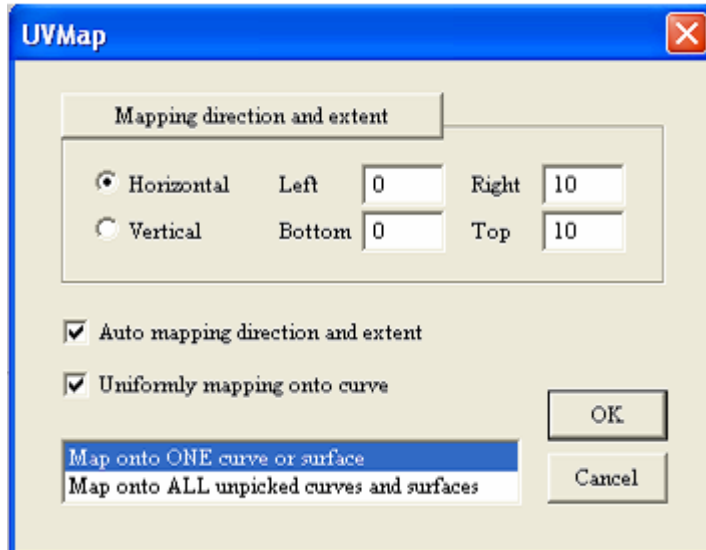 UVMap
Mapping direction and extent
Horizontal Left 0 Right 10
Vertical Bottom 0 Top 10
Auto mapping direction and extent
Uniformly mapping onto curve
OK
Map onto ONE curve or surface
Map onto ALL unpicked curves and surfaces
Cancel